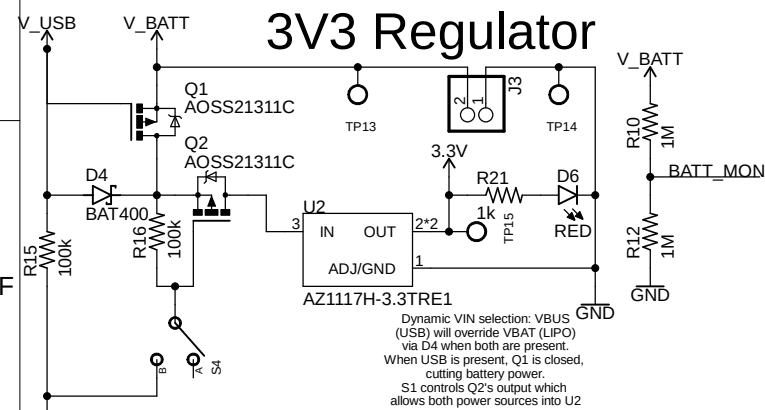 3V3 Regulator
V_USB
V_BATT
Q1
AOSS21311C
Q2
AOSS21311C
TP13
2
1
J3
TP14
V_BATT
R10
1M
BATT_MON
R12
1M
GND
D4
BAT400
R15
100k
R16
100k
3.3V
R21
1k
TP15
D6
RED
U2
3
IN
OUT
2*2
ADJ/GND
1
AZ1117H-3.3TRE1
GND
F
B
A
S4
Dynamic VIN selection: VBUS
(USB) will override VBAT (LIPO)
via D4 when both are present.
When USB is present, Q1 is closed,
cutting battery power.
S1 controls Q2's output which
allows both power sources into U2